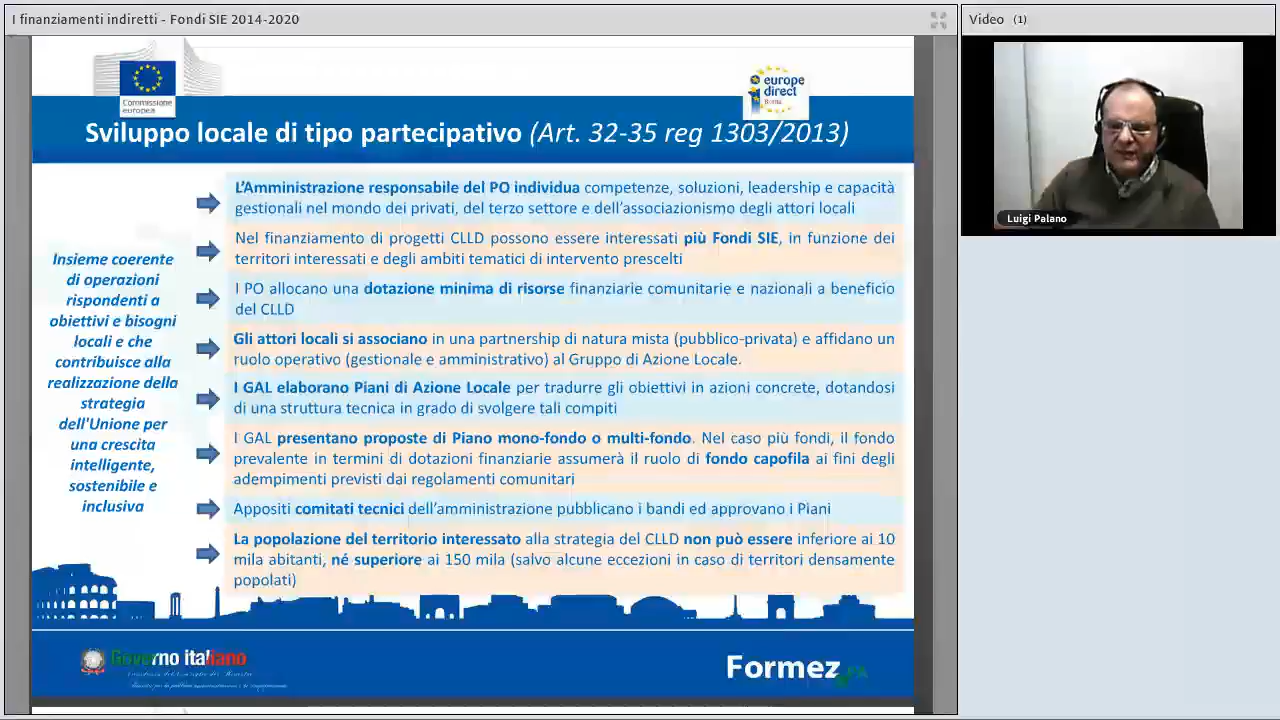 I finanziamenti indiretti - Fondi SIE 2014-2020
Video (1)
Luigi Palano
Commissione
europea
europe
direct
Roma
Sviluppo locale di tipo partecipativo (Art. 32-35 reg 1303/2013)
Insieme coerente
di operazioni
rispondenti a
obiettivi e bisogni
locali e che
contribuisce alla
realizzazione della
strategia
dell'Unione per
una crescita
intelligente,
sostenibile e
inclusiva
L'Amministrazione responsabile del PO individua competenze, soluzioni, leadership e capacità
gestionali nel mondo dei privati, del terzo settore e dell'associazionismo degli attori locali
Nel finanziamento di progetti CLLD possono essere interessati più Fondi SIE, in funzione dei
territori interessati e degli ambiti tematici di intervento prescelti
I PO allocano una dotazione minima di risorse finanziarie comunitarie e nazionali a beneficio
del CLLD
Gli attori locali si associano in una partnership di natura mista (pubblico-privata) e affidano un
ruolo operativo (gestionale e amministrativo) al Gruppo di Azione Locale.
I GAL elaborano Piani di Azione Locale per tradurre gli obiettivi in azioni concrete, dotandosi
di una struttura tecnica in grado di svolgere tali compiti
I GAL presentano proposte di Piano mono-fondo o multi-fondo. Nel caso più fondi, il fondo
prevalente in termini di dotazioni finanziarie assumerà il ruolo di fondo capofila ai fini degli
adempimenti previsti dai regolamenti comunitari
Appositi comitati tecnici dell'amministrazione pubblicano i bandi ed approvano i Piani
La popolazione del territorio interessato alla strategia del CLLD non può essere inferiore ai 10
mila abitanti, né superiore ai 150 mila (salvo alcune eccezioni in caso di territori densamente
popolati)
Governo italiano
Formez